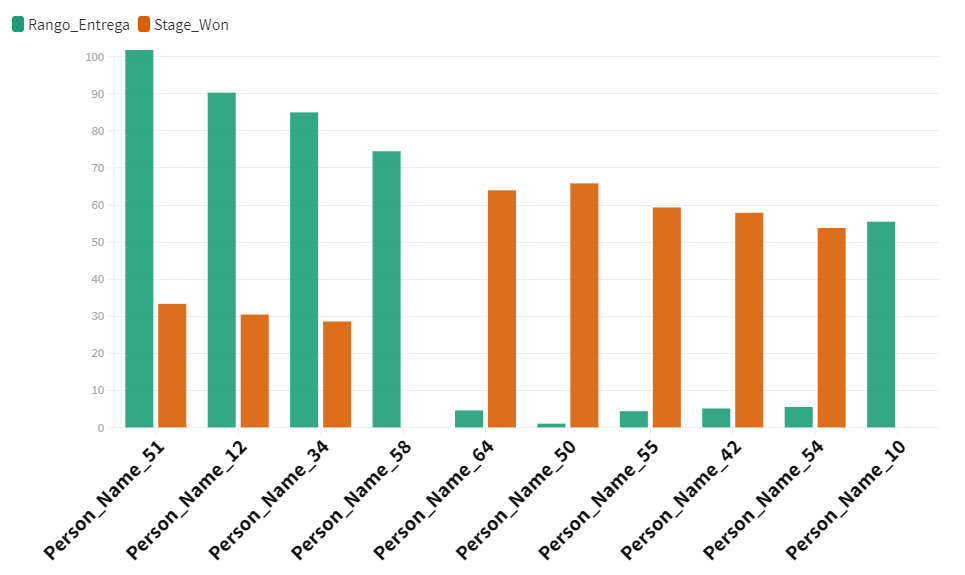 Rango_Entrega Stage_Won
100
90
80
70
60
50
40
30
20
10
0
Person_Name_51
Person_Name_12
Person_Name_34
Person_Name_58
Person_Name_64
Person_Name_50
Person_Name_55
Person_Name_42
Person_Name_54
Person_Name_10